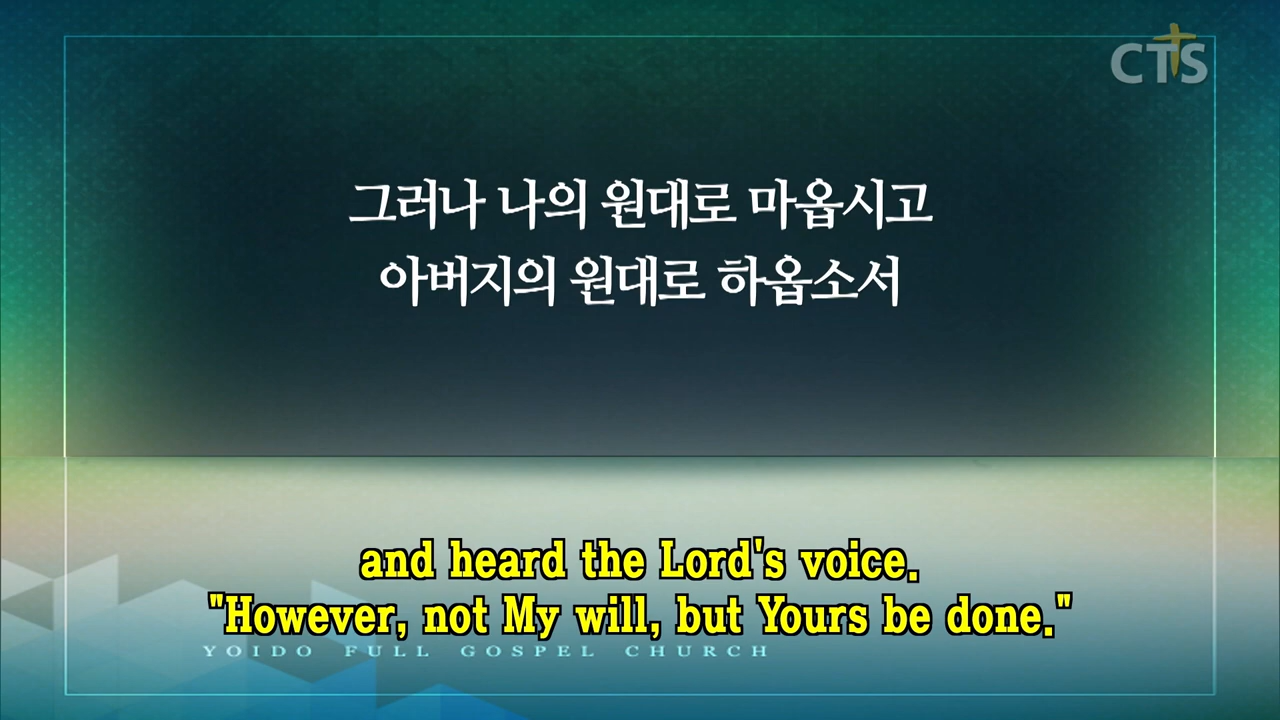 CTS
그러나 나의 원대로 마옵시고
아버지의 원대로 하옵소서
and heard the Lord's voice.
"However, not My will, but Yours be done."
YOIDO FULL GOSPEL CHURCH